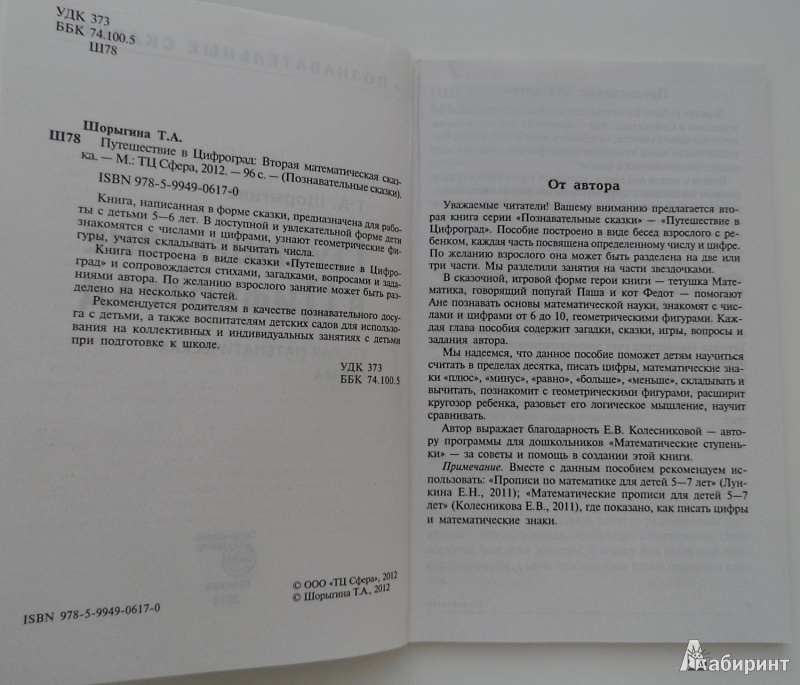 УДК 373
ББК 74.100.5
Ш78
Шорыгина Т.А.
Ш78
Путешествие в Цифроград: Вторая математическая сказ-
ка. — М.: ТЦ Сфера, 2012. — 96 с. — (Познавательные сказки).
ISBN 978-5-9949-0617-0
Книга, написанная в форме сказки, предназначена для рабо-
ты с детьми 5—6 лет. В доступной и увлекательной форме дети
знакомятся с числами и цифрами, узнают геометрические фи-
гуры, учатся складывать и вычитать числа.
Книга построена в виде сказки «Путешествие в Цифро-
град» и сопровождается стихами, загадками, вопросами и зада-
ниями автора. По желанию взрослого занятие может быть раз-
делено на несколько частей.
Рекомендуется родителям в качестве познавательного досу-
га с детьми, а также воспитателям детских садов для использо-
вания на коллективных и индивидуальных занятиях с детьми
при подготовке к школе.
УДК 373
ББК 74.100.5
© ООО «ТЦ Сфера», 2012
© Шорыгина Т.А., 2012
ISBN 978-5-9949-0617-0
От автора
Уважаемые читатели! Вашему вниманию предлагается вто-
рая книга серии «Познавательные сказки» — «Путешествие в
Цифроград». Пособие построено в виде бесед взрослого с ре-
бенком, каждая часть посвящена определенному числу и цифре.
По желанию взрослого она может быть разделена на две или
три части. Мы разделили занятия на части звездочками.
В сказочной, игровой форме герои книги — тетушка Мате-
матика, говорящий попугай Паша и кот Федот — помогают
Ане познавать основы математической науки, знакомят с чис-
лами и цифрами от 6 до 10, геометрическими фигурами. Каж-
дая глава пособия содержит загадки, сказки, игры, вопросы и
задания автора.
Мы надеемся, что данное пособие поможет детям научиться
считать в пределах десятка, писать цифры, математические зна-
ки «плюс», «минус», «равно», «больше», «меньше», складывать и
вычитать, познакомит с геометрическими фигурами, расширит
кругозор ребенка, разовьет его логическое мышление, научит
сравнивать.
Автор выражает благодарность Е.В. Колесниковой — авто-
ру программы для дошкольников «Математические ступень-
ки» — за советы и помощь в создании этой книги.
Примечание. Вместе с данным пособием рекомендуем ис-
пользовать: «Прописи по математике для детей 5—7 лет» (Лун-
кина Е.Н., 2011); «Математические прописи для детей 5—7
лет» (Колесникова Е.В., 2011), где показано, как писать цифры
и математические знаки.
Лабиринт